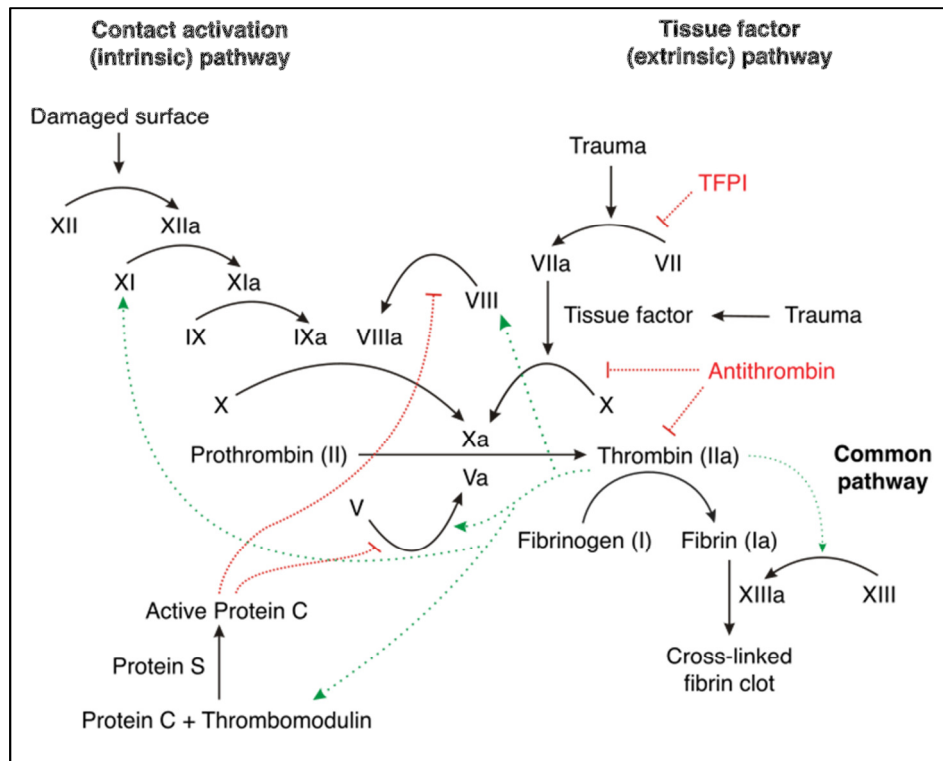 Contact activation
(intrinsic) pathway
Tissue factor
(extrinsic) pathway
Damaged surface
Trauma
TFPI
XII
XIIa
VIIa
VII
XI
XIa
VIII
IX
IXa
VIIIa
Tissue factor
Trauma
X
X
Antithrombin
Xa
Prothrombin (II)
Thrombin (IIa)
Common
pathway
Va
V
Fibrinogen (I)
Fibrin (Ia)
XIIIa
XIII
Active Protein C
Cross-linked
fibrin clot
Protein S
Protein C + Thrombomodulin